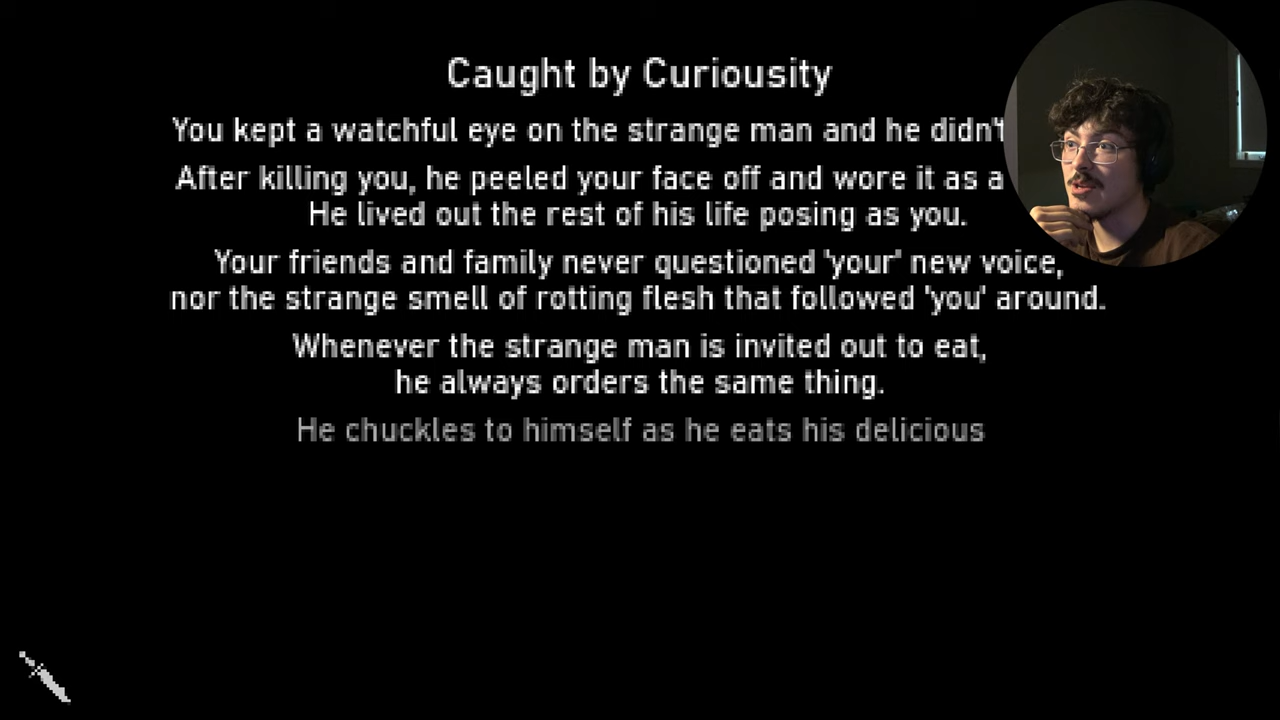 Caught by Curiousity
You kept a watchful eye on the strange man and he didn't
After killing you, he peeled your face off and wore it as a
He lived out the rest of his life posing as you.
Your friends and family never questioned 'your' new voice,
nor the strange smell of rotting flesh that followed 'you' around.
Whenever the strange man is invited out to eat,
he always orders the same thing.
He chuckles to himself as he eats his delicious